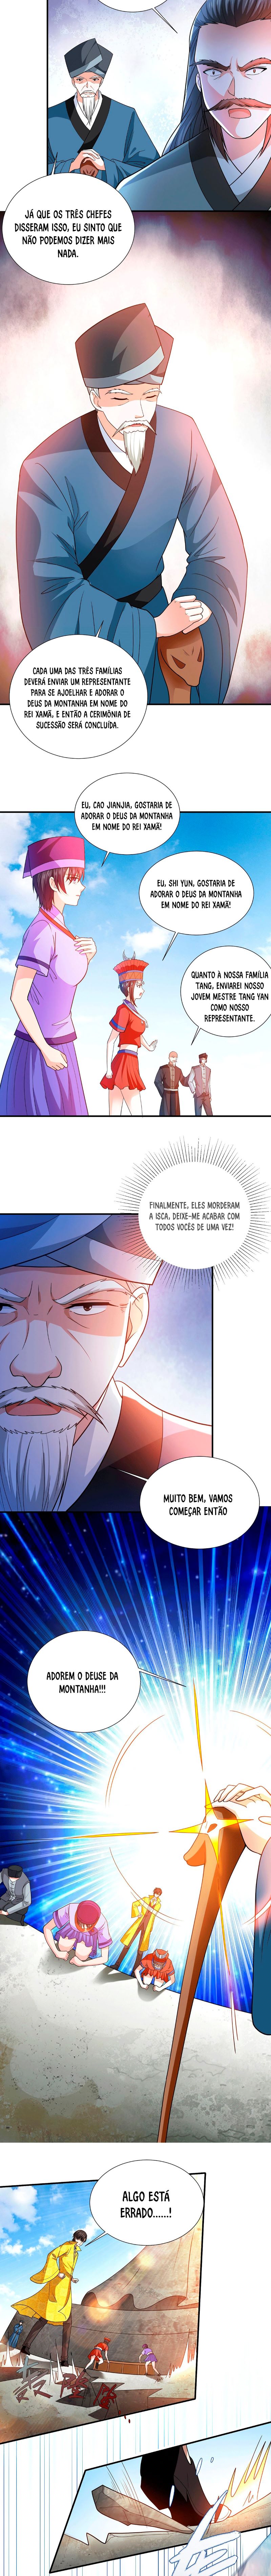 JÁ QUE OS TRÊS CHEFES
DISSERAM ISSO, EU SINTO QUE
NÃO PODEMOS DIZER MAIS
NADA.
CADA UMA DAS TRÊS FAMÍLIAS
DEVERÁ ENVIAR UM REPRESENTANTE
PARA SE AJOELHAR E ADORAR O
DEUS DA MONTANHA EM NOME DO
REI XAMÃ, E ENTÃO A CERIMÔNIA DE
SUCESSÃO SERÁ CONCLUÍDA.
EU, CAO JIANJIA, GOSTARIA DE
ADORAR O DEUS DA MONTANHA
EM NOME DO REI XAMÃ!
EU, SHI YUN, GOSTARIA DE
ADORAR O DEUS DA MONTANHA
EM NOME DO REI XAMÃ!
QUANTO À NOSSA FAMÍLIA
TANG, ENVIAREI NOSSO
JOVEM MESTRE TANG YAN
COMO NOSSO
REPRESENTANTE.
FINALMENTE, ELES MORDERAM
A ISCA, DEIXE-ME ACABAR COM
TODOS VOCÊS DE UMA VEZ!
MUITO BEM, VAMOS
COMEÇAR ENTÃO
ADOREM O DEUSE DA
MONTANHA!!!
ALGO ESTÁ
ERRADO......!